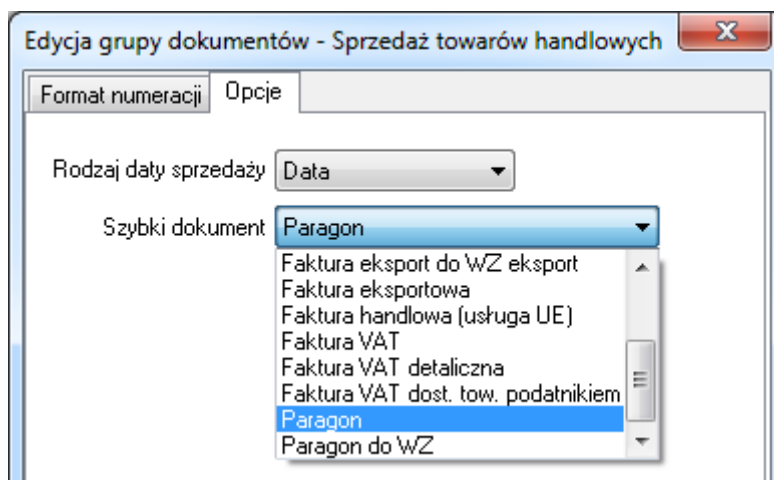 Edycja grupy dokumentów - Sprzedaż towarów handlowych
Format numeracji Opcje
Rodzaj daty sprzedaży Data
Szybki dokument Paragon
Faktura eksport do WZ eksport
Faktura eksportowa
Faktura handlowa (usługa UE)
Faktura VAT
Faktura VAT detaliczna
Faktura VAT dost. tow. podatnikiem
Paragon
Paragon do WZ